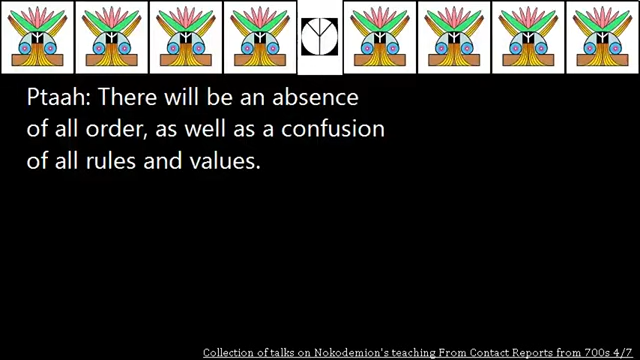 Ptaah: There will be an absence
of all order, as well as a confusion
of all rules and values.
Collection of talks on Nokodemion's teaching From Contact Reports from 700s 4/7